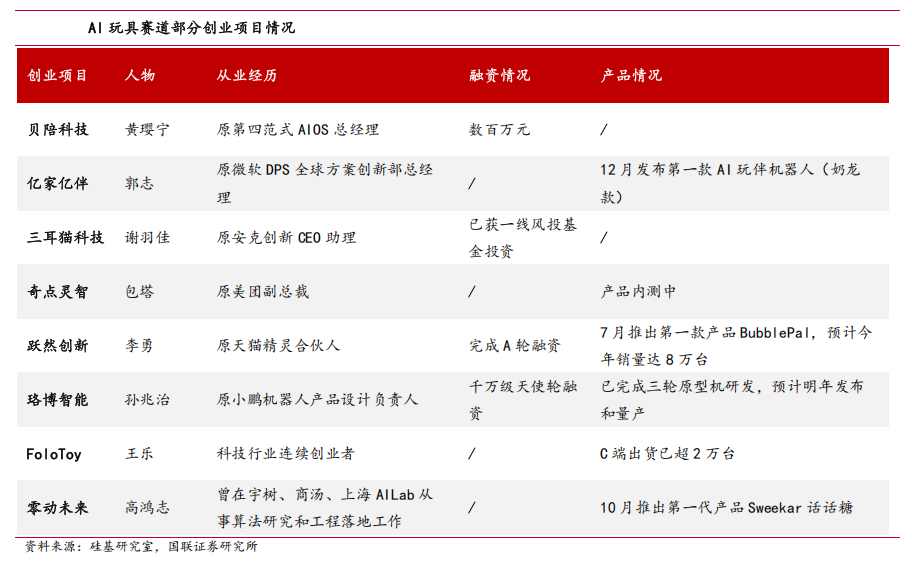 AI 玩具赛道部分创业项目情况
创业项目 人物 从业经历 融资情况 产品情况
贝陪科技 黄璎宁 原第四范式 AIOS 总经理 数百万元 /
亿家亿伴 郭志 原微软 DPS 全球方案创新部总经
理 / 12 月发布第一款 AI 玩伴机器人（奶龙
款）
三耳猫科技 谢羽佳 原安克创新 CEO 助理 已获一线风投基
金投资 /
奇点灵智 包塔 原美团副总裁 / 产品内测中
跃然创新 李勇 原天猫精灵合伙人 完成 A 轮融资 7 月推出第一款产品 BubblePal，预计今
年销量达 8 万台
珞博智能 孙兆治 原小鹏机器人产品设计负责人 千万级天使轮融
资 已完成三轮原型机研发，预计明年发布
和量产
FoloToy 王乐 科技行业连续创业者 / C 端出货已超 2 万台
零动未来 高鸿志 曾在宇树、商汤、上海 AILab 从
事算法研究和工程落地工作 / 10 月推出第一代产品 Sweekar 话话糖
资料来源：硅基研究室，国联证券研究所